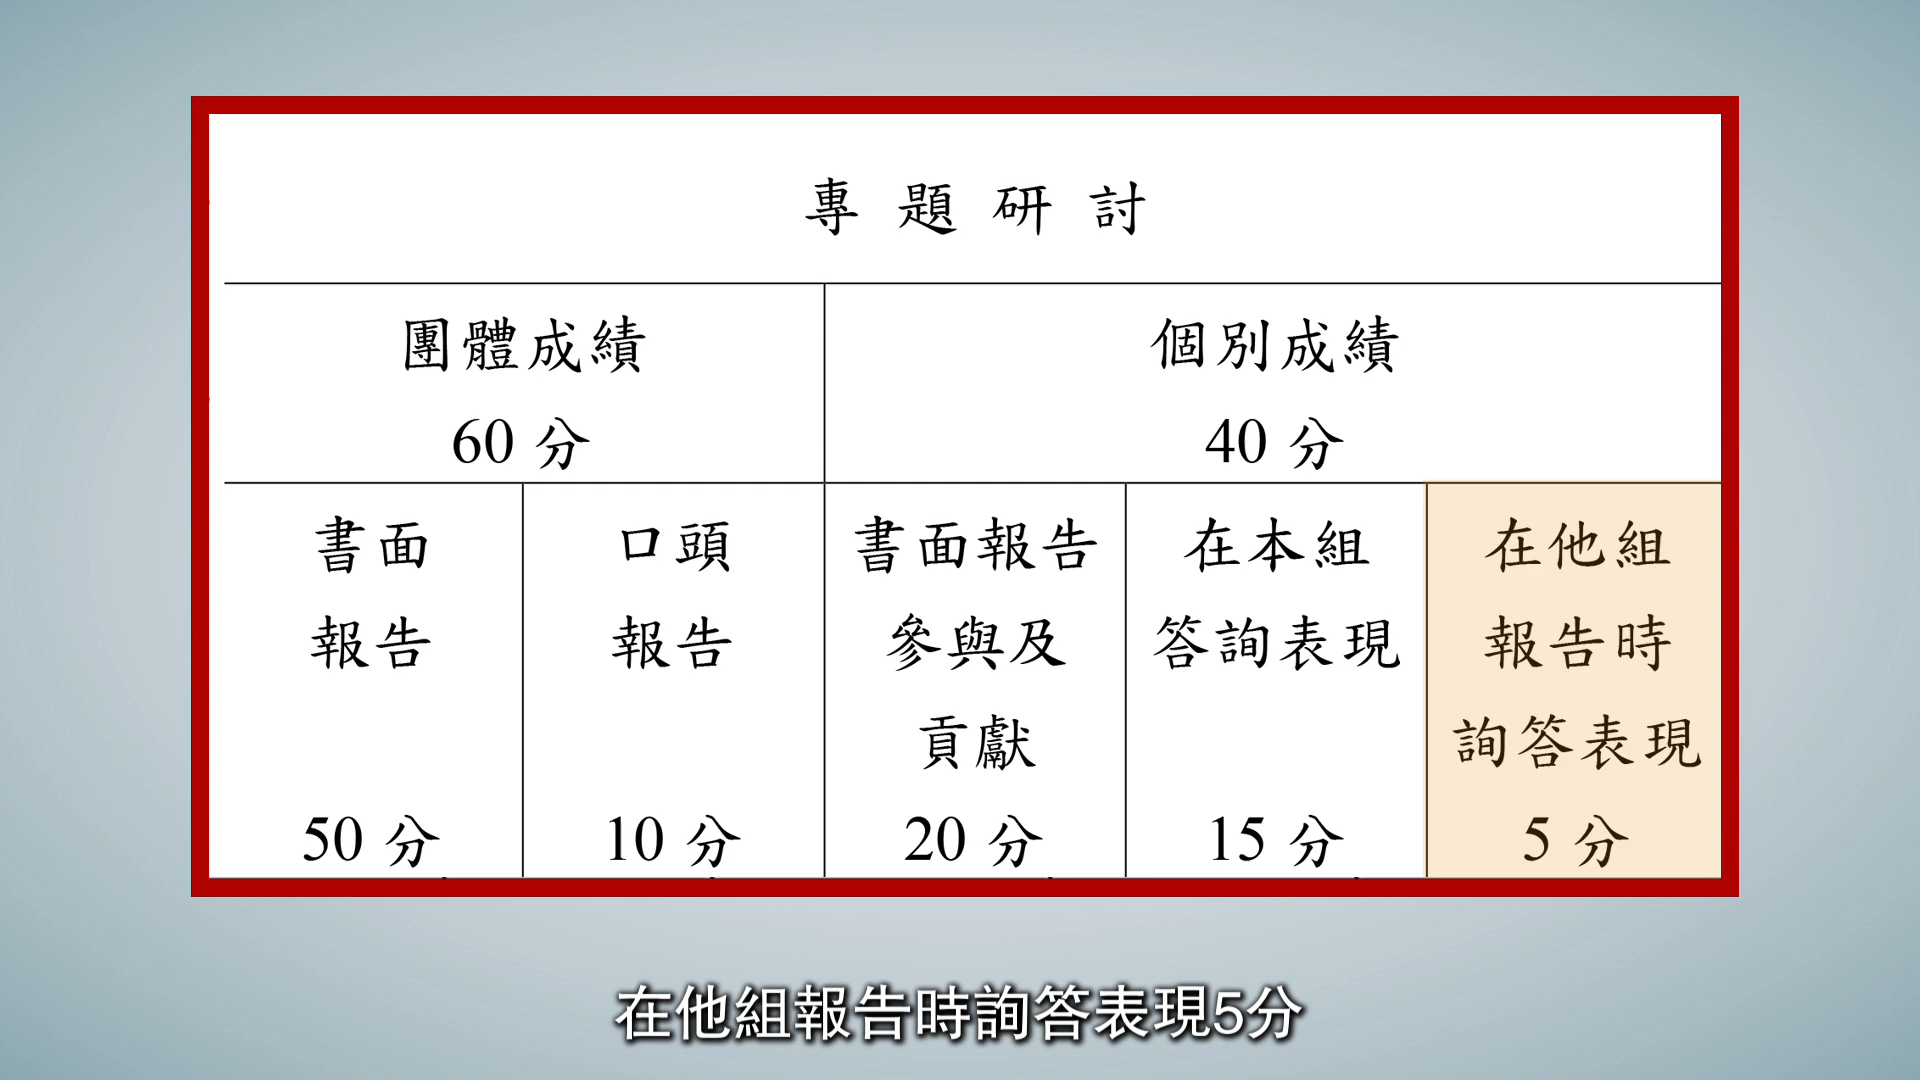 專題研討
團體成績
60 分
個別成績
40 分
書面
報告
50 分
口頭
報告
10 分
書面報告
參與及
貢獻
20 分
在本組
答詢表現
15 分
在他組
報告時
詢答表現
5 分
在他組報告時詢答表現5分